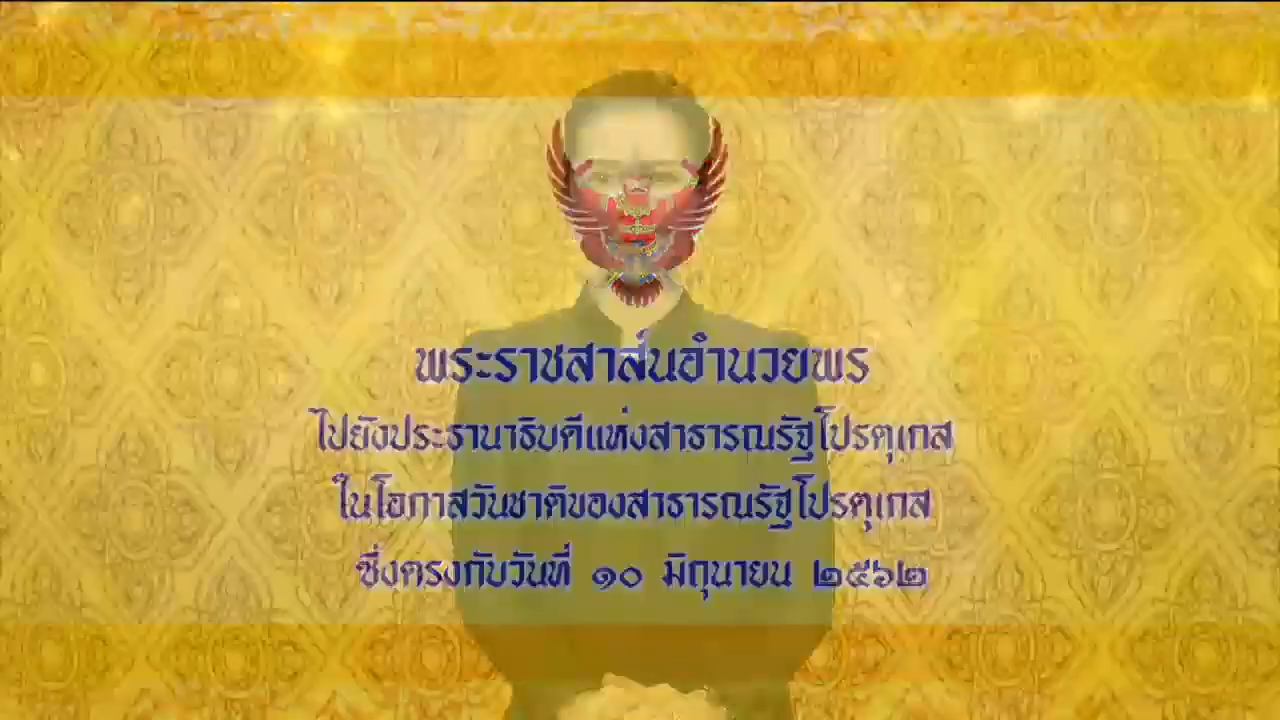 พระราชสาส์นอำนวยพร
ไปยังประธานาธิบดีแห่งสาธารณรัฐโปรตุเกส
ในโอกาสวันชาติของสาธารณรัฐโปรตุเกส
ซึ่งตรงกับวันที่ ๑๐ มิถุนายน ๒๕๖๒